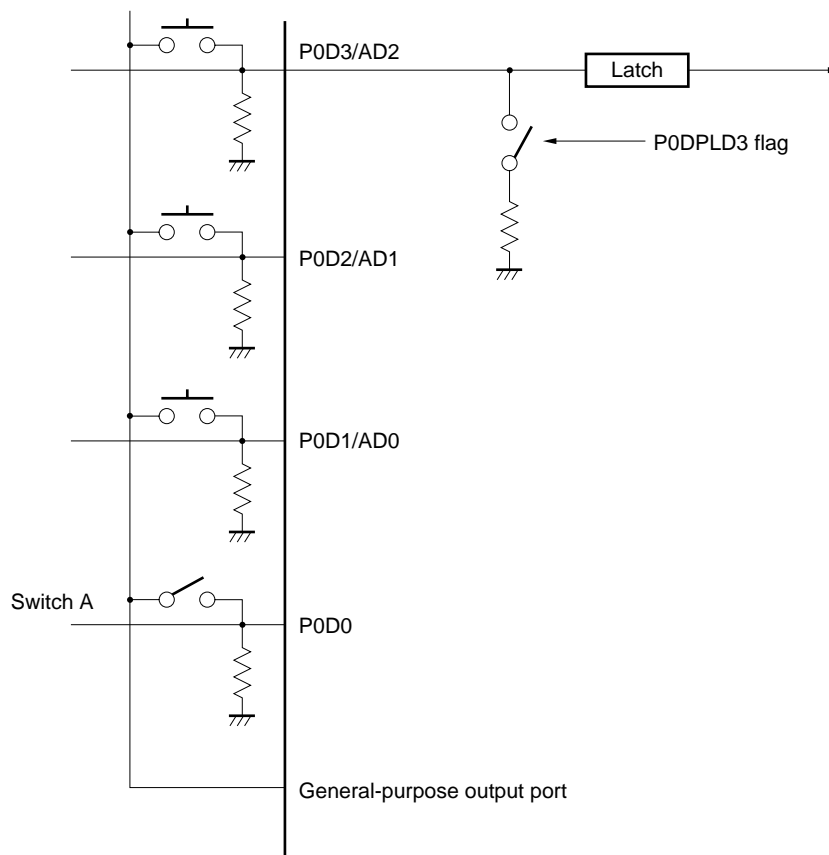 P0D3/AD2
Latch
P0DPLD3 flag
P0D2/AD1
P0D1/AD0
Switch A
P0D0
General-purpose output port